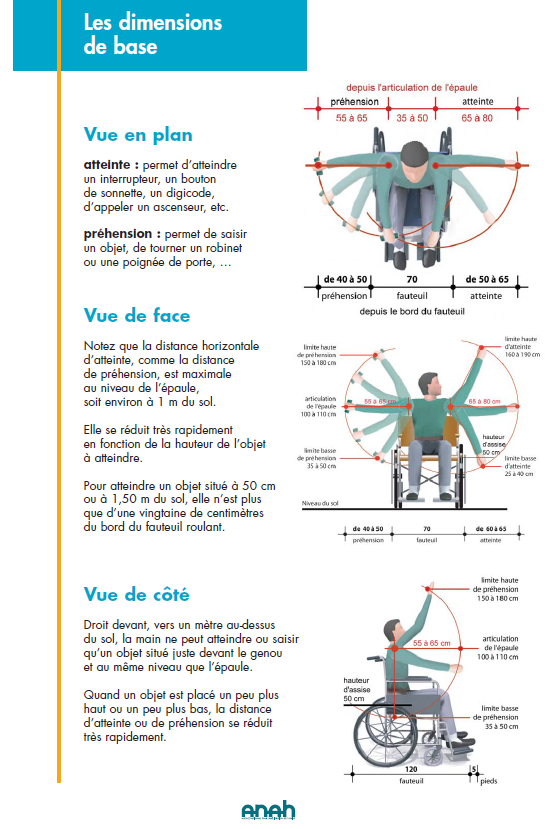 Les dimensions
de base
Vue en plan
atteinte : permet d'atteindre
un interrupteur, un bouton
de sonnette, un digicode,
d'appeler un ascenseur, etc.
préhension : permet de saisir
un objet, de tourner un robinet
ou une poignée de porte, …
depuis l'articulation de l'épaule
préhension atteinte
55 à 65 35 à 50 65 à 80
de 40 à 50 70 de 50 à 65
préhension fauteuil atteinte
depuis le bord du fauteuil
Vue de face
Notez que la distance horizontale
d'atteinte, comme la distance
de préhension, est maximale
au niveau de l'épaule,
soit environ à 1 m du sol.
Elle se réduit très rapidement
en fonction de la hauteur de l'objet
à atteindre.
Pour atteindre un objet situé à 50 cm
ou à 1,50 m du sol, elle n'est plus
que d'une vingtaine de centimètres
du bord du fauteuil roulant.
limite haute
de préhension
150 à 180 cm
limite haute
d'atteinte
160 à 190 cm
articulation
de l'épaule
100 à 110 cm
55 à 65 cm
65 à 80 cm
limite basse
de préhension
35 à 50 cm
hauteur
d'assise
50 cm
limite basse
d'atteinte
25 à 40 cm
Niveau du sol
de 40 à 50 70 de 60 à 65
préhension fauteuil atteinte
Vue de côté
Droit devant, vers un mètre au-dessus
du sol, la main ne peut atteindre ou saisir
qu'un objet situé juste devant le genou
et au même niveau que l'épaule.
Quand un objet est placé un peu plus
haut ou un peu plus bas, la distance
d'atteinte ou de préhension se réduit
très rapidement.
limite haute
de préhension
150 à 180 cm
55 à 65 cm
articulation
de l'épaule
100 à 110 cm
hauteur
d'assise
50 cm
limite basse
de préhension
35 à 50 cm
120 5
fauteuil pieds
anah